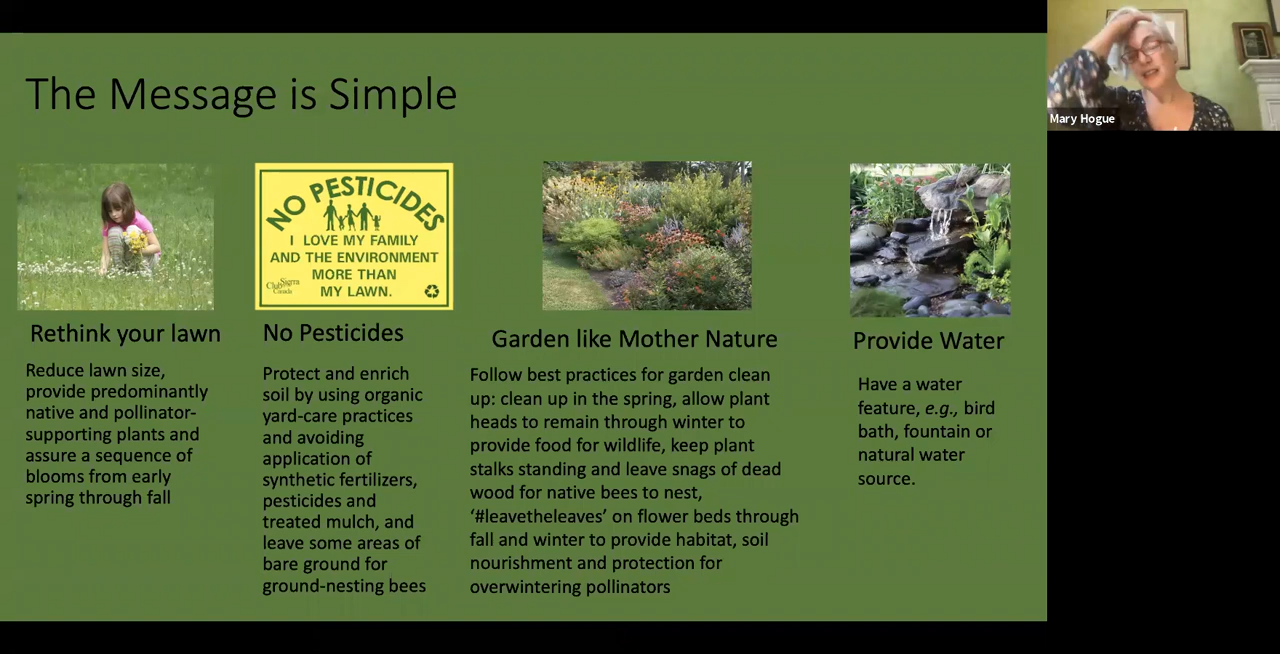 The Message is Simple
Mary Hogue
NO PESTICIDES
I LOVE MY FAMILY
AND THE ENVIRONMENT
MORE THAN
MY LAWN.
Sierra
Club
Canada
Rethink your lawn
Reduce lawn size,
provide predominantly
native and pollinator-
supporting plants and
assure a sequence of
blooms from early
spring through fall
No Pesticides
Protect and enrich
soil by using organic
yard-care practices
and avoiding
application of
synthetic fertilizers,
pesticides and
treated mulch, and
leave some areas of
bare ground for
ground-nesting bees
Garden like Mother Nature
Follow best practices for garden clean
up: clean up in the spring, allow plant
heads to remain through winter to
provide food for wildlife, keep plant
stalks standing and leave snags of dead
wood for native bees to nest,
‘#leavetheleaves’ on flower beds through
fall and winter to provide habitat, soil
nourishment and protection for
overwintering pollinators
Provide Water
Have a water
feature, e.g., bird
bath, fountain or
natural water
source.